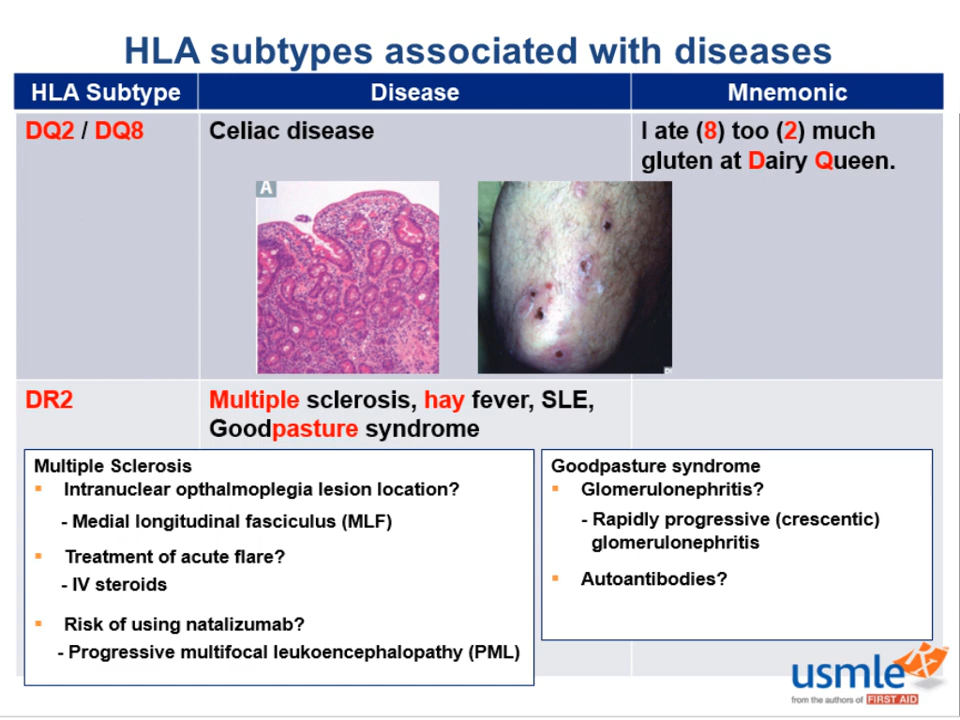 HLA subtypes associated with diseases
HLA Subtype
Disease
Mnemonic
DQ2 / DQ8
Celiac disease
I ate (8) too (2) much
gluten at Dairy Queen.
A
DR2
Multiple sclerosis, hay fever, SLE,
Goodpasture syndrome
Multiple Sclerosis
Intranuclear opthalmoplegia lesion location?
- Medial longitudinal fasciculus (MLF)
Treatment of acute flare?
- IV steroids
Risk of using natalizumab?
- Progressive multifocal leukoencephalopathy (PML)
Goodpasture syndrome
Glomerulonephritis?
- Rapidly progressive (crescentic)
glomerulonephritis
Autoantibodies?
usmle Rx
from the authors of FIRST AID